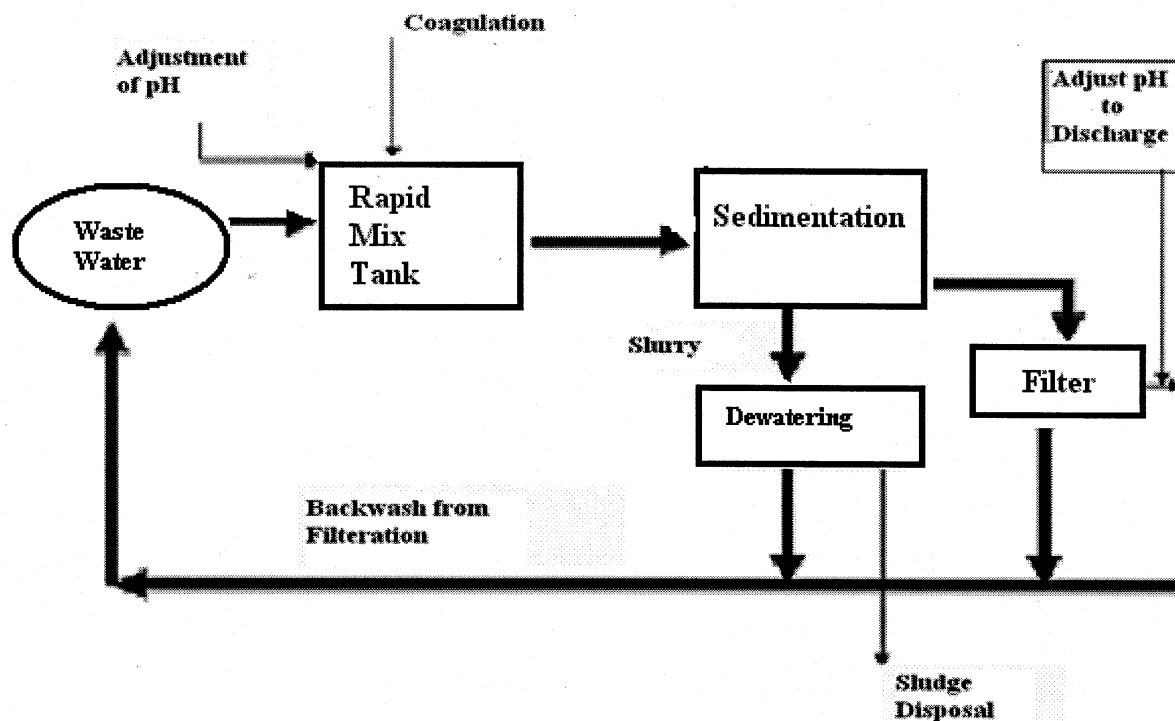 Coagulation
Adjustment
of pH
Adjust pH
to
Discharge
Rapid
Mix
Tank
Sedimentation
Waste
Water
Slurry
Filter
Dewatering
Backwash from
Filteration
Sludge
Disposal